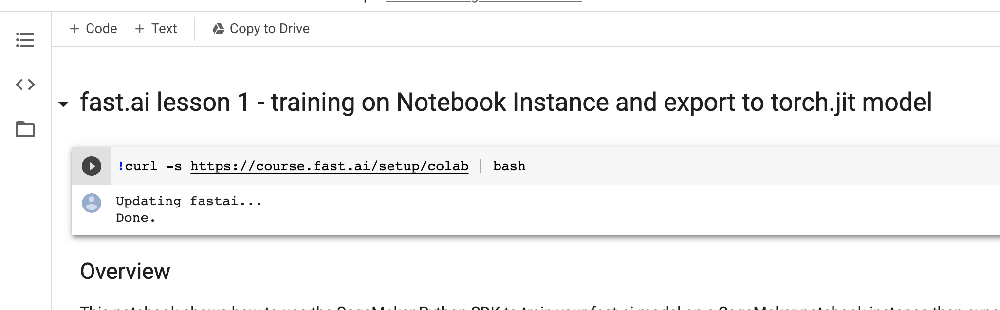 + Code + Text Copy to Drive
fast.ai lesson 1 - training on Notebook Instance and export to torch.jit model
!curl -s https://course.fast.ai/setup/colab | bash
Updating fastai...
Done.
Overview
This notebook shows how to use the SageMaker Python SDK to train your fast.ai model on a SageMaker notebook instance then